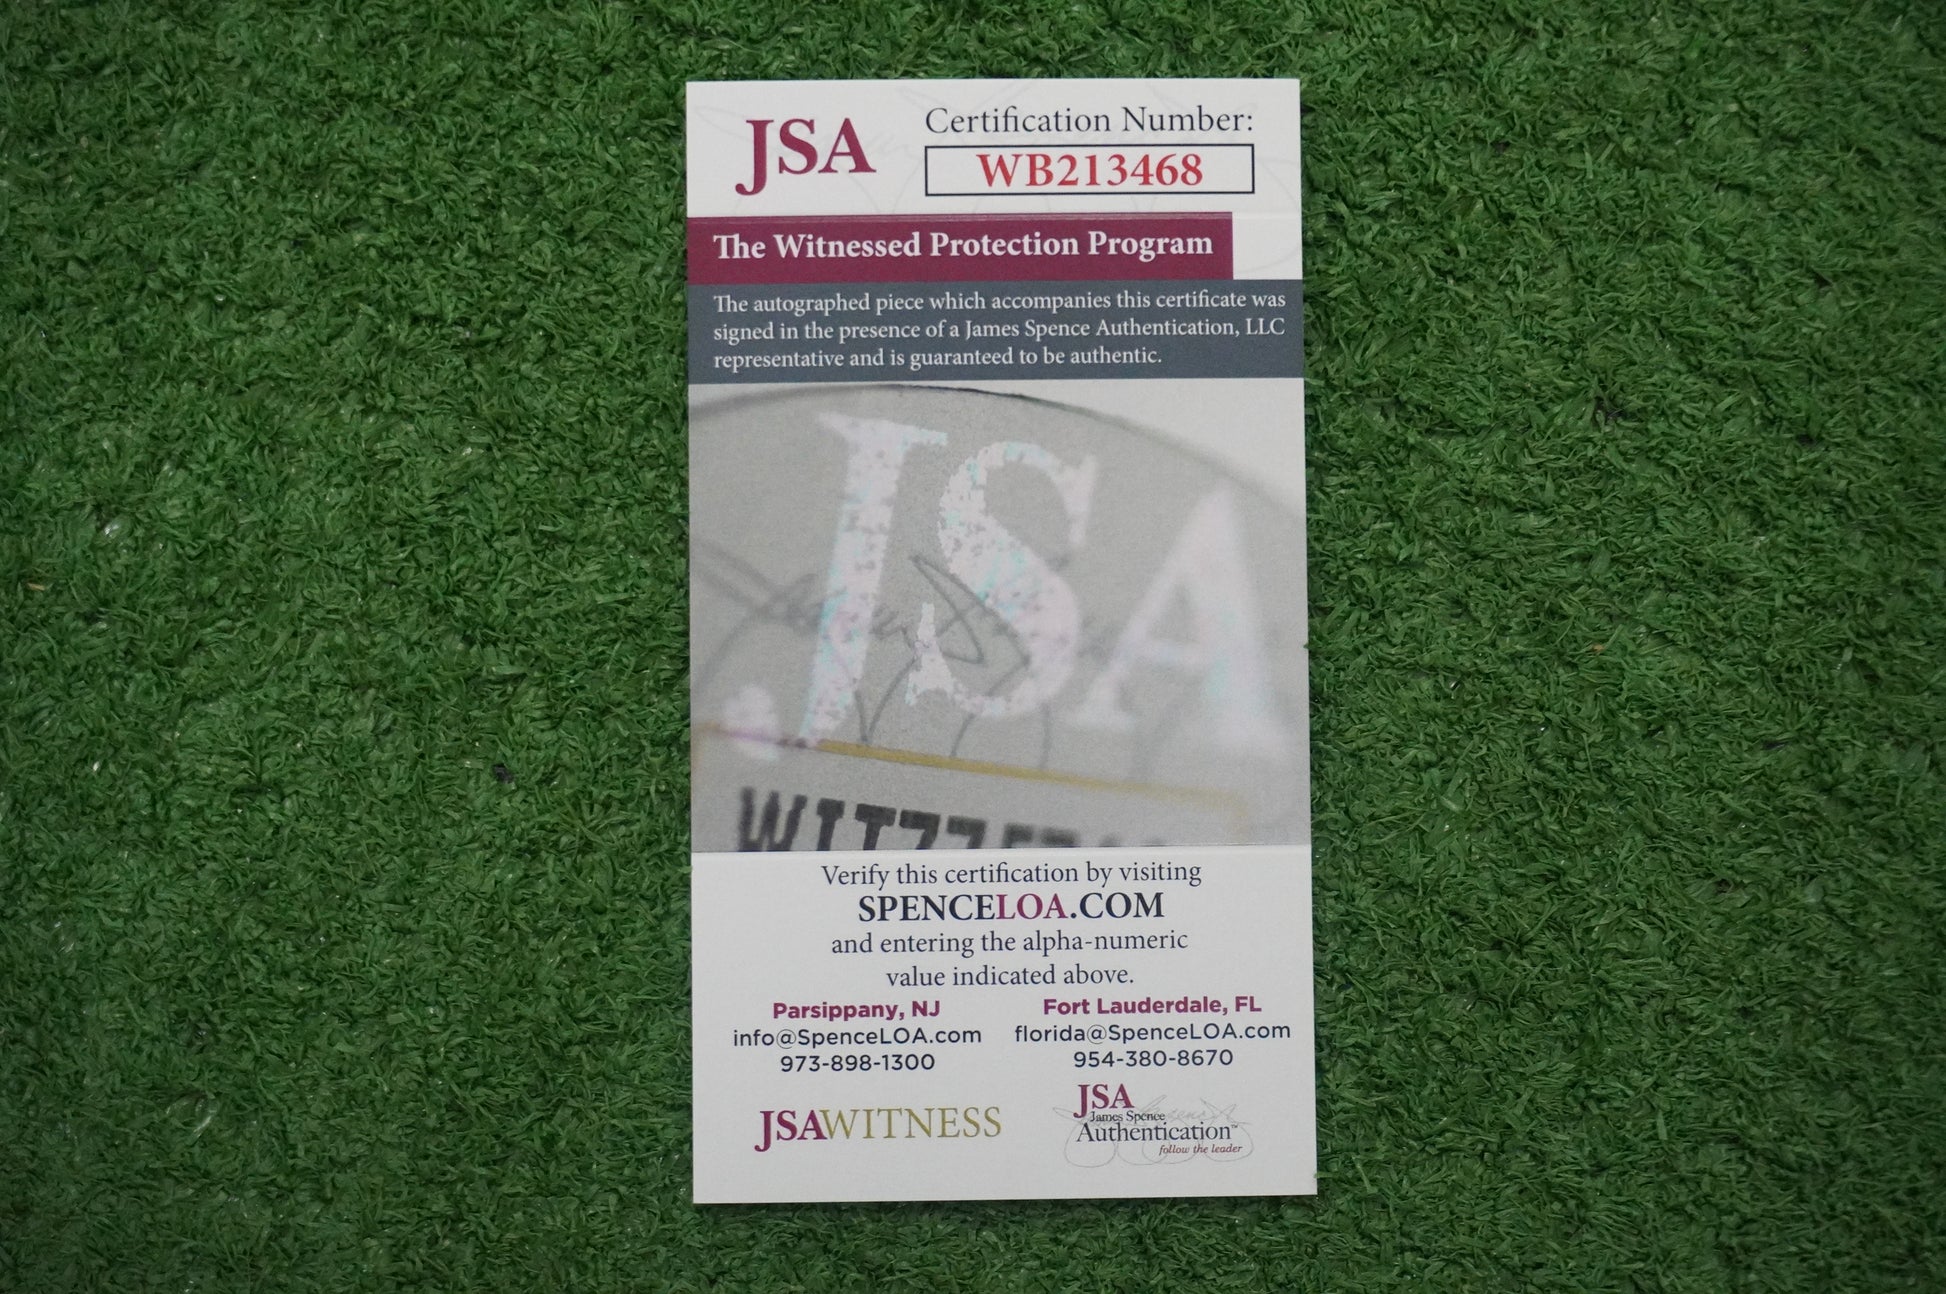 JSA
Certification Number:
WB213468
The Witnessed Protection Program
The autographed piece which accompanies this certificate was
signed in the presence of a James Spence Authentication, LLC
representative and is guaranteed to be authentic.
JSA
Verify this certification by visiting
SPENCELOA.COM
and entering the alpha-numeric
value indicated above.
Parsippany, NJ
info@SpenceLOA.com
973-898-1300
Fort Lauderdale, FL
florida@SpenceLOA.com
954-380-8670
JSAWITNESS
JSA
James Spence
Authentication™
follow the leader